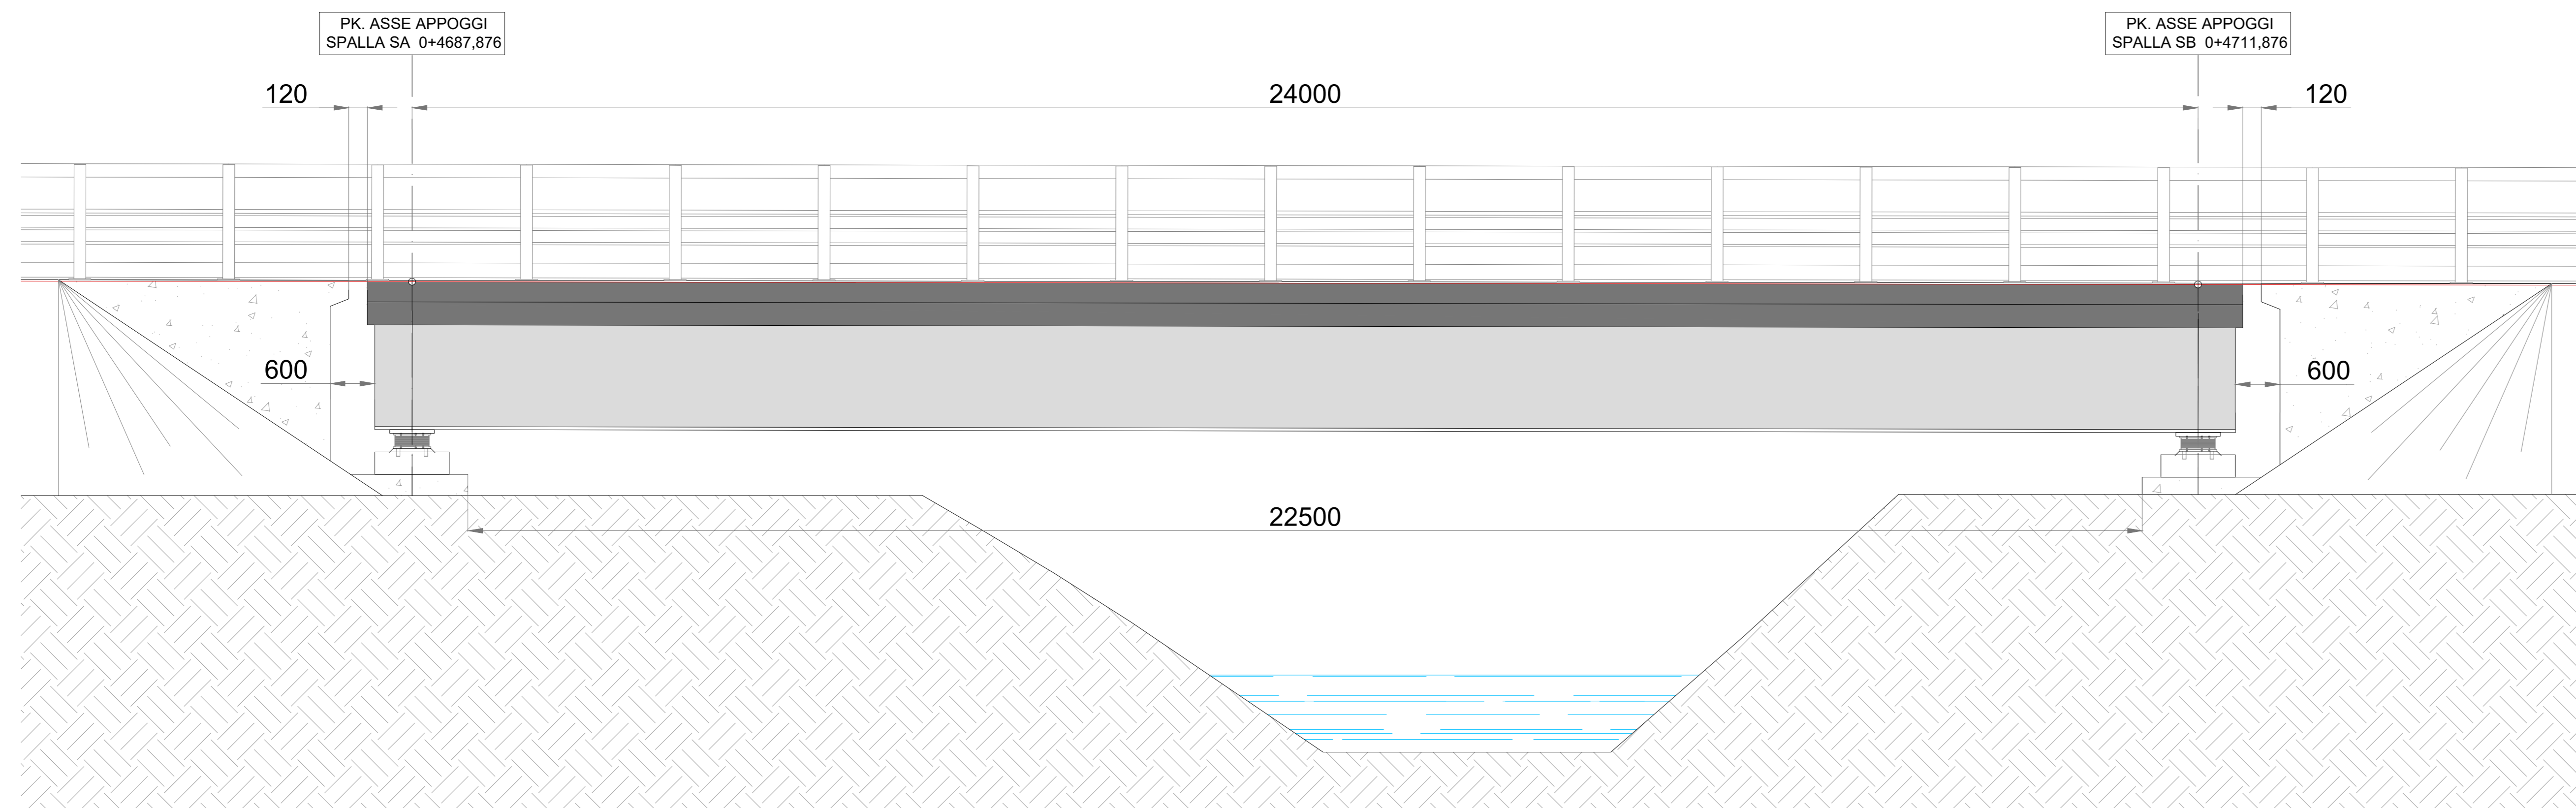 PK. ASSE APPOGGI
SPALLA SA 0+4687,876
PK. ASSE APPOGGI
SPALLA SB 0+4711,876
120
24000
120
600
600
22500